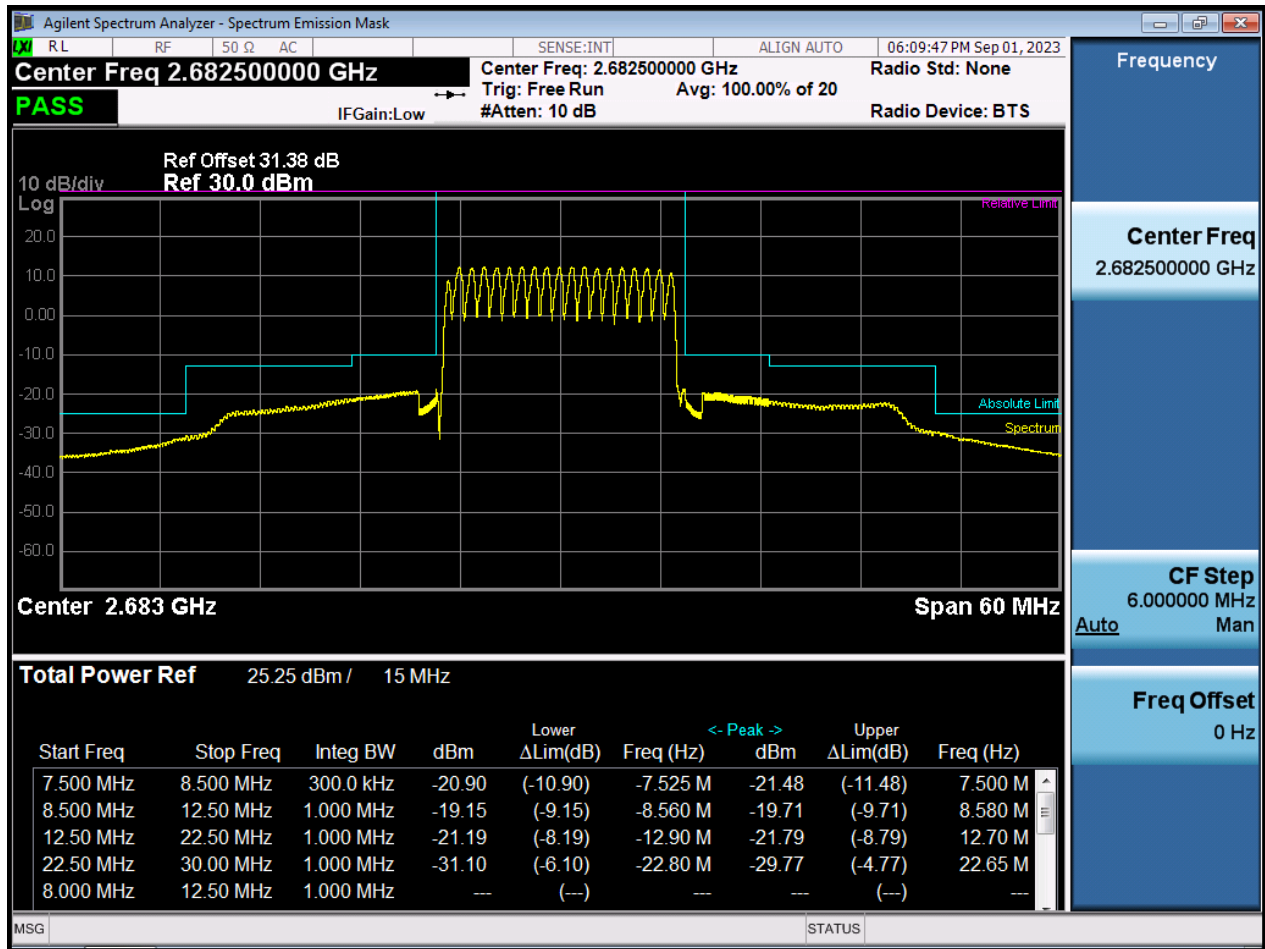 Agilent Spectrum Analyzer - Spectrum Emission Mask
LXI RL RF 50 Ω AC SENSE:INT ALIGN AUTO 06:09:47 PM Sep 01, 2023
Center Freq 2.682500000 GHz
PASS
IFGain:Low
Center Freq: 2.682500000 GHz
Trig: Free Run Avg: 100.00% of 20
#Atten: 10 dB
Radio Std: None
Radio Device: BTS
Ref Offset 31.38 dB
10 dB/div Ref 30.0 dBm
Log
Relative Limit
20.0
10.0
0.00
-10.0
-20.0
Absolute Limit
-30.0
Spectrum
-40.0
-50.0
-60.0
Center 2.683 GHz Span 60 MHz
Total Power Ref 25.25 dBm / 15 MHz
Lower <- Peak -> Upper
Start Freq Stop Freq Integ BW dBm ΔLim(dB) Freq (Hz) dBm ΔLim(dB) Freq (Hz)
7.500 MHz 8.500 MHz 300.0 kHz -20.90 (-10.90) -7.525 M -21.48 (-11.48) 7.500 M
8.500 MHz 12.50 MHz 1.000 MHz -19.15 (-9.15) -8.560 M -19.71 (-9.71) 8.580 M
12.50 MHz 22.50 MHz 1.000 MHz -21.19 (-8.19) -12.90 M -21.79 (-8.79) 12.70 M
22.50 MHz 30.00 MHz 1.000 MHz -31.10 (-6.10) -22.80 M -29.77 (-4.77) 22.65 M
8.000 MHz 12.50 MHz 1.000 MHz --- (---) --- --- (---) ---
MSG STATUS
Frequency
Center Freq
2.682500000 GHz
CF Step
6.000000 MHz
Auto Man
Freq Offset
0 Hz